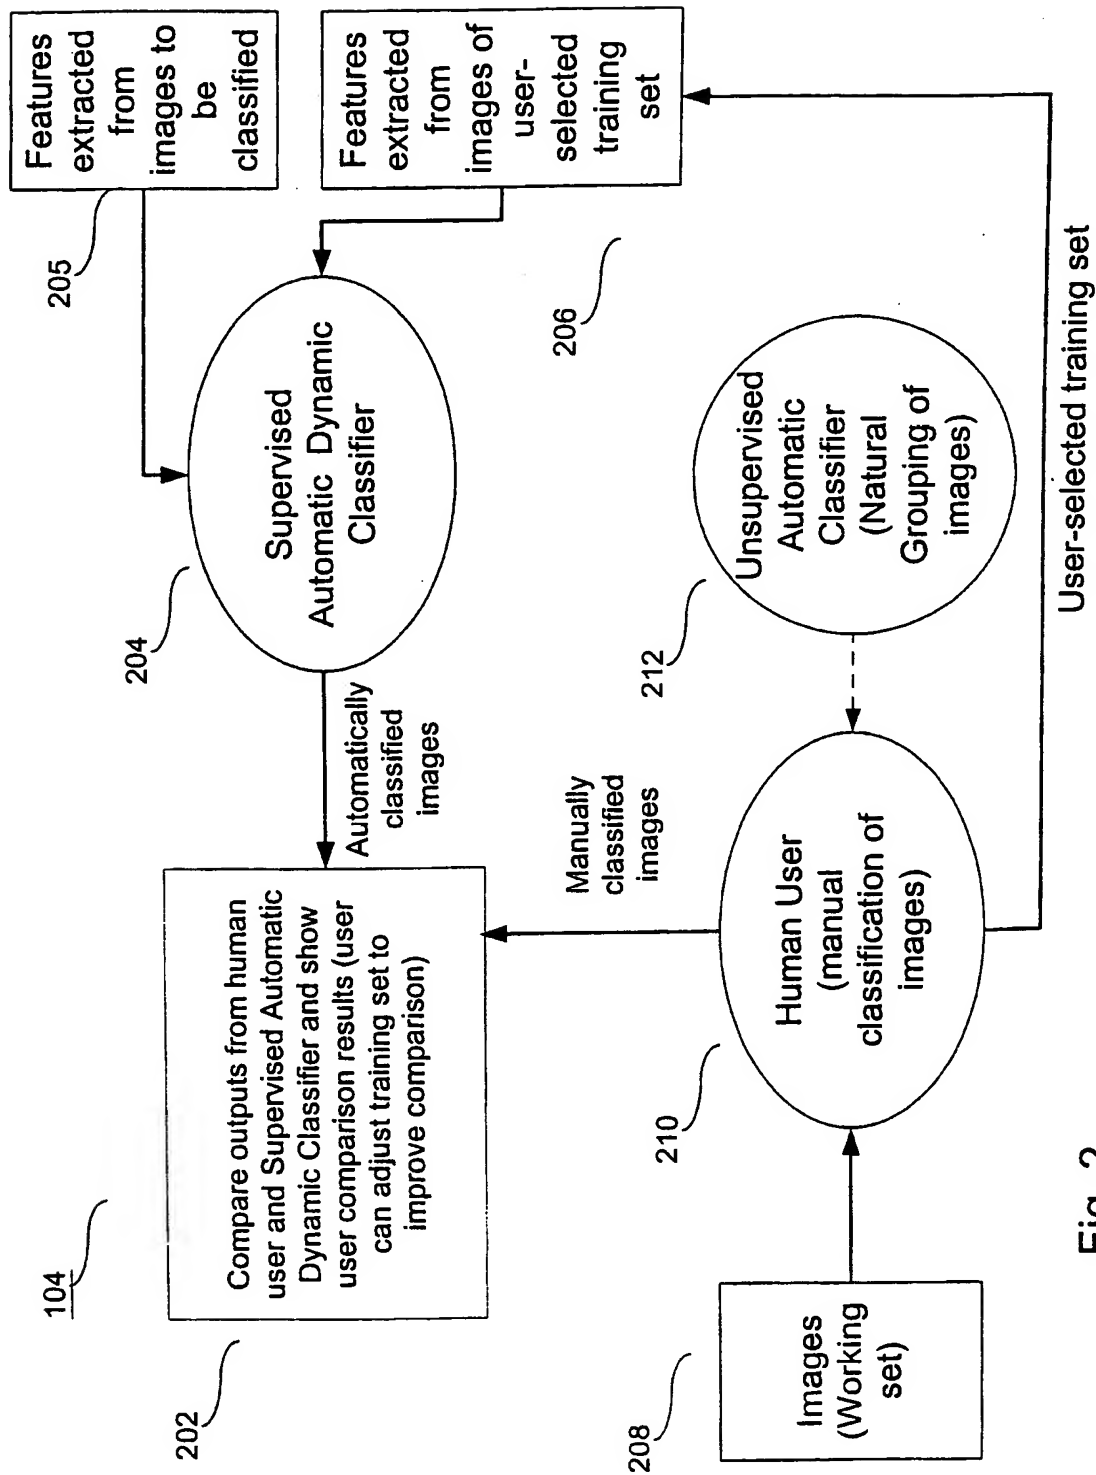 104
202
Compare outputs from human
user and Supervised Automatic
Dynamic Classifier and show
user comparison results (user
can adjust training set to
improve comparison)
Automatically
classified
images
204
Supervised
Automatic Dynamic
Classifier
205
Features
extracted
from
images to
be
classified
Features
extracted
from
images of
user-
selected
training
set
206
Manually
classified
images
208
Images
(Working
set)
210
Human User
(manual
classification of
images)
212
Unsupervised
Automatic
Classifier
(Natural
Grouping of
images)
User-selected training set
Fig. 2